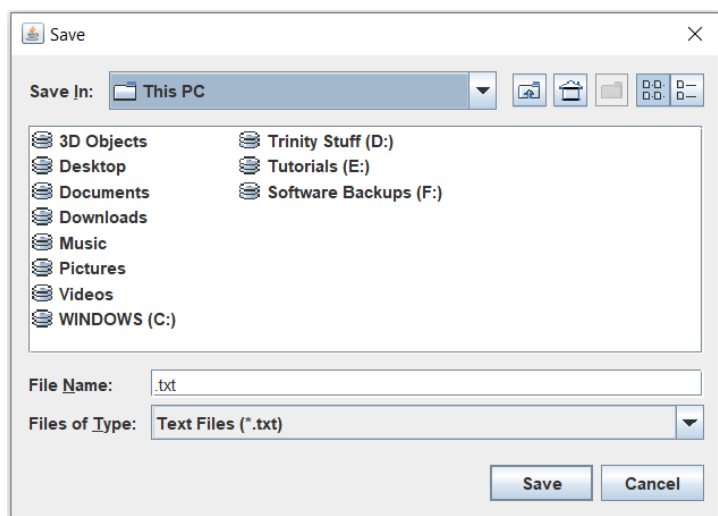 Save
Save In: This PC
3D Objects
Desktop
Documents
Downloads
Music
Pictures
Videos
WINDOWS (C:)
Trinity Stuff (D:)
Tutorials (E:)
Software Backups (F:)
File Name: .txt
Files of Type: Text Files (*.txt)
Save Cancel